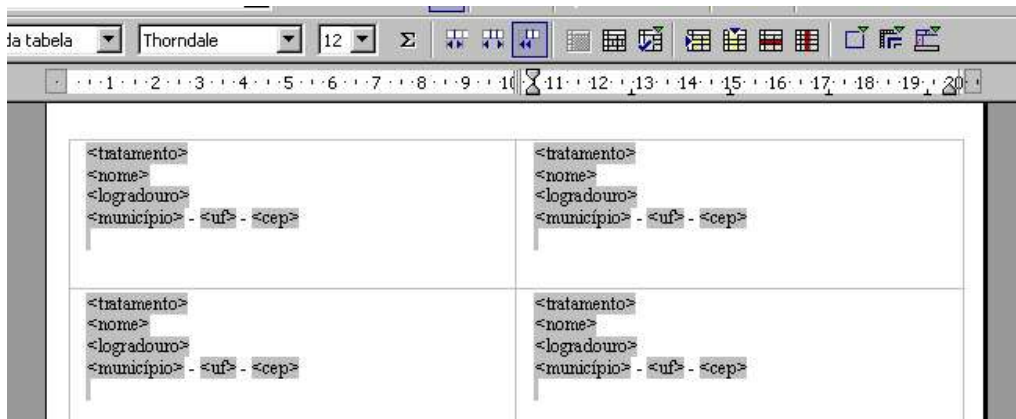 da tabela Thorndale 12 Σ
1 2 3 4 5 6 7 8 9 10 11 12 13 14 15 16 17 18 19 20
<tratamento>
<nome>
<logradouro>
<município> - <uf> - <cep>
<tratamento>
<nome>
<logradouro>
<município> - <uf> - <cep>
<tratamento>
<nome>
<logradouro>
<município> - <uf> - <cep>
<tratamento>
<nome>
<logradouro>
<município> - <uf> - <cep>